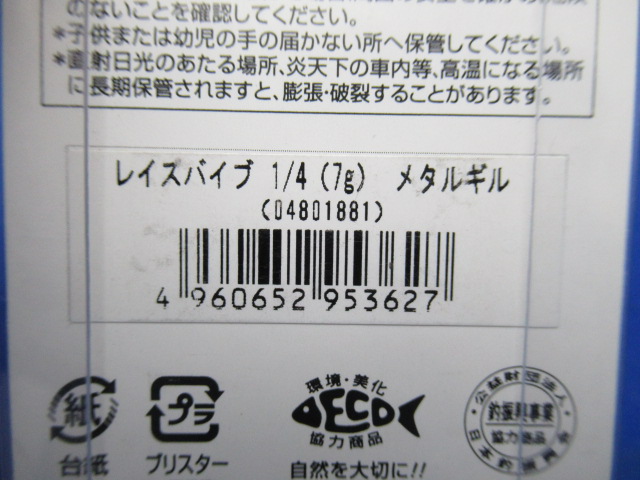 のないことを確認してください。
*子供または幼児の手の届かない所へ保管してください。
*直射日光のあたる場所、炎天下の車内等、高温になる場所
に長期保管されますと、膨張・破裂することがあります。
レイズバイブ 1/4 (7g) メタルギル
(04801881)
4 960652 953627
環境・美化
ECO
協力商品
自然を大切に!!
紙
台紙
プラ
ブリスター
公益財団法人
釣振興事業
協力商品
日本釣振興会